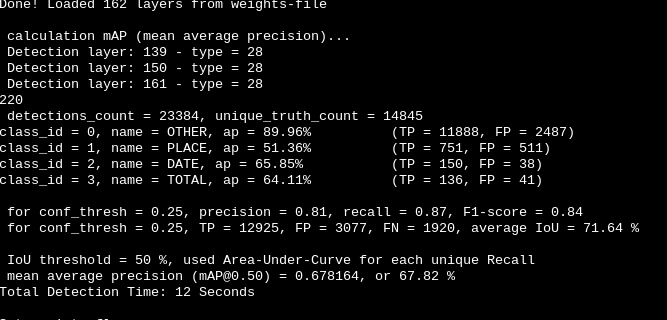 Done! Loaded 162 layers from weights-file
calculation mAP (mean average precision)...
Detection layer: 139 - type = 28
Detection layer: 150 - type = 28
Detection layer: 161 - type = 28
220
detections_count = 23384, unique_truth_count = 14845
class_id = 0, name = OTHER, ap = 89.96% (TP = 11888, FP = 2487)
class_id = 1, name = PLACE, ap = 51.36% (TP = 751, FP = 511)
class_id = 2, name = DATE, ap = 65.85% (TP = 150, FP = 38)
class_id = 3, name = TOTAL, ap = 64.11% (TP = 136, FP = 41)
for conf_thresh = 0.25, precision = 0.81, recall = 0.87, F1-score = 0.84
for conf_thresh = 0.25, TP = 12925, FP = 3077, FN = 1920, average IoU = 71.64 %
IoU threshold = 50 %, used Area-Under-Curve for each unique Recall
mean average precision (mAP@0.50) = 0.678164, or 67.82 %
Total Detection Time: 12 Seconds